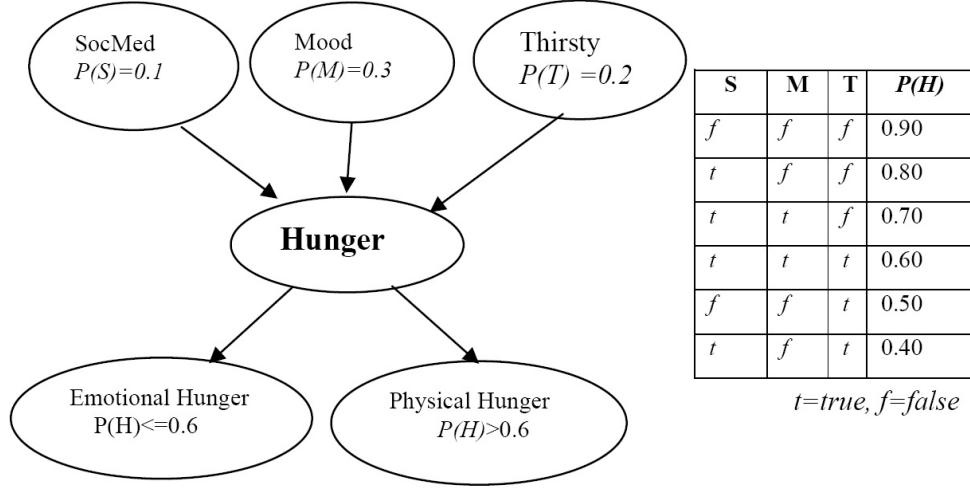 SocMed
P(S)=0.1
Mood
P(M)=0.3
Thirsty
P(T) =0.2
Hunger
Emotional Hunger
P(H)<=0.6
Physical Hunger
P(H)>0.6
S M T P(H)
f f f 0.90
t f f 0.80
t t f 0.70
t t t 0.60
f f t 0.50
t f t 0.40
t=true, f=false